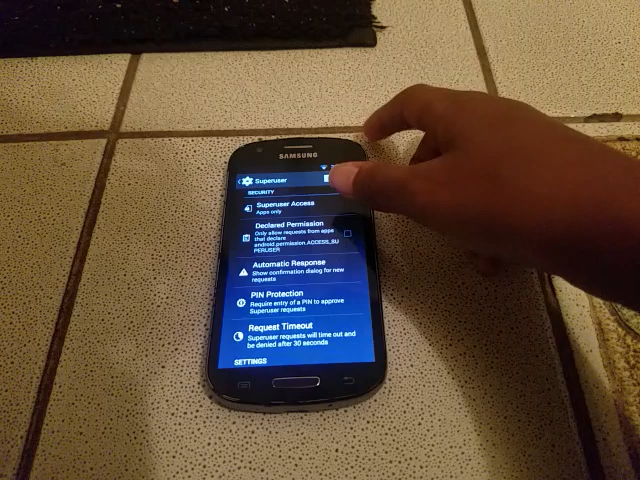 SAMSUNG
Superuser
SECURITY
Superuser Access
Apps only
Declared Permission
Only allow requests from apps
that declare
android.permission.ACCESS_SU
PERUSER
Automatic Response
Show confirmation dialog for new
requests
PIN Protection
Require entry of a PIN to approve
Superuser requests
Request Timeout
Superuser requests will time out and
be denied after 30 seconds
SETTINGS